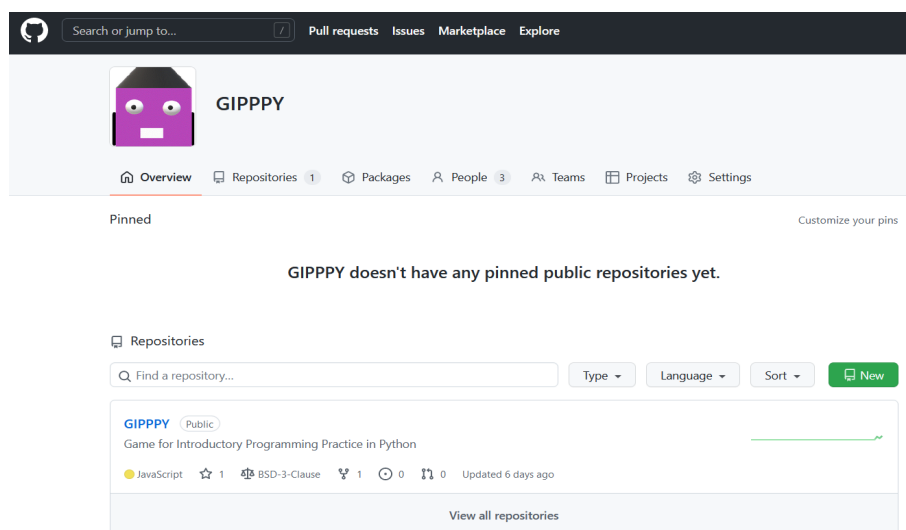 Search or jump to... / Pull requests Issues Marketplace Explore
GIPPPY
Overview Repositories 1 Packages People 3 Teams Projects Settings
Pinned Customize your pins
GIPPPY doesn't have any pinned public repositories yet.
Repositories
Find a repository... Type Language Sort New
GIPPPY Public
Game for Introductory Programming Practice in Python
JavaScript 1 BSD-3-Clause 1 0 0 Updated 6 days ago
View all repositories